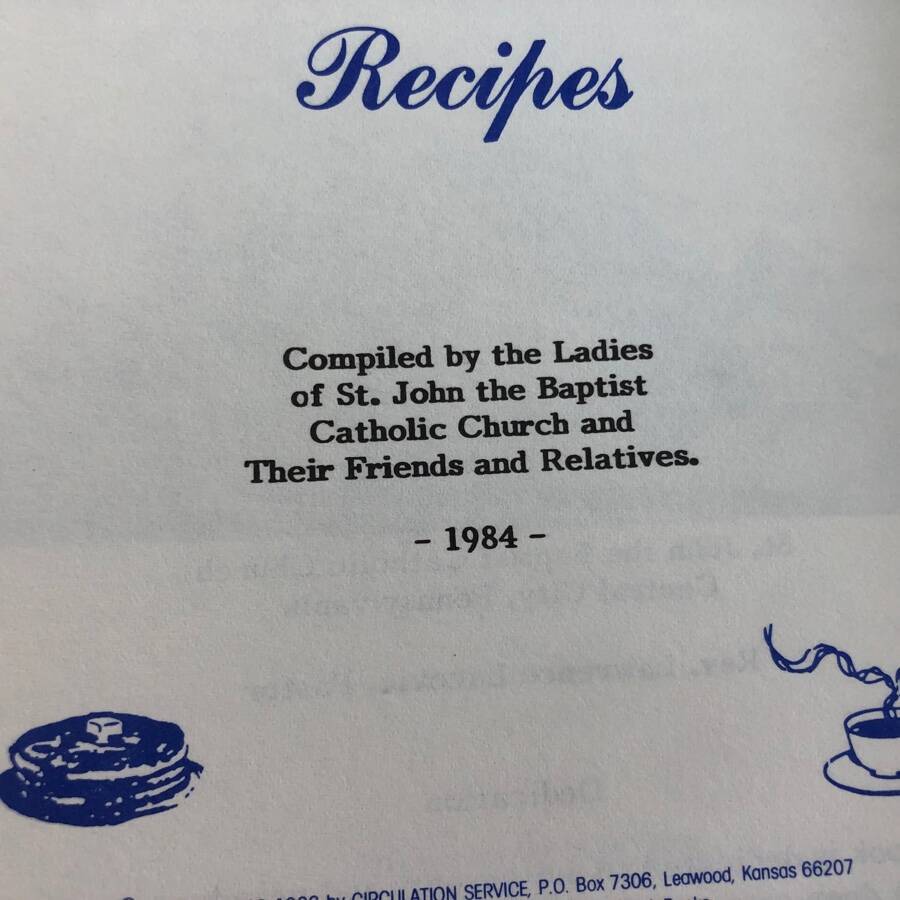 Recipes
Compiled by the Ladies
of St. John the Baptist
Catholic Church and
Their Friends and Relatives.
- 1984 -
by CIRCULATION SERVICE, P.O. Box 7306, Leawood, Kansas 66207